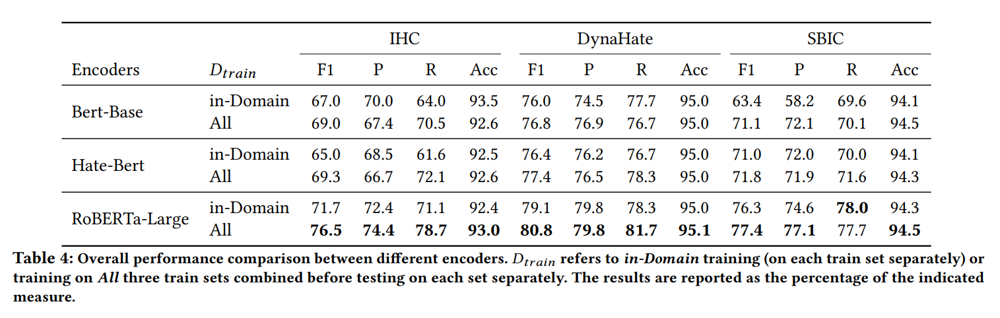 IHC DynaHate SBIC
Encoders D_train F1 P R Acc F1 P R Acc F1 P R Acc
Bert-Base
in-Domain 67.0 70.0 64.0 93.5 76.0 74.5 77.7 95.0 63.4 58.2 69.6 94.1
All 69.0 67.4 70.5 92.6 76.8 76.9 76.7 95.0 71.1 72.1 70.1 94.5
Hate-Bert
in-Domain 65.0 68.5 61.6 92.5 76.4 76.2 76.7 95.0 71.0 72.0 70.0 94.1
All 69.3 66.7 72.1 92.6 77.4 76.5 78.3 95.0 71.8 71.9 71.6 94.3
RoBERTa-Large
in-Domain 71.7 72.4 71.1 92.4 79.1 79.8 78.3 95.0 76.3 74.6 78.0 94.3
All 76.5 74.4 78.7 93.0 80.8 79.8 81.7 95.1 77.4 77.1 77.7 94.5
Table 4: Overall performance comparison between different encoders. D_train refers to in-Domain training (on each train set separately) or
training on All three train sets combined before testing on each set separately. The results are reported as the percentage of the indicated
measure.